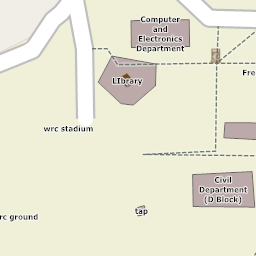 Computer
and
Electronics
Department
LIbrary
Fre
wrc stadium
Civil
Department
(D Block)
tap
rc ground